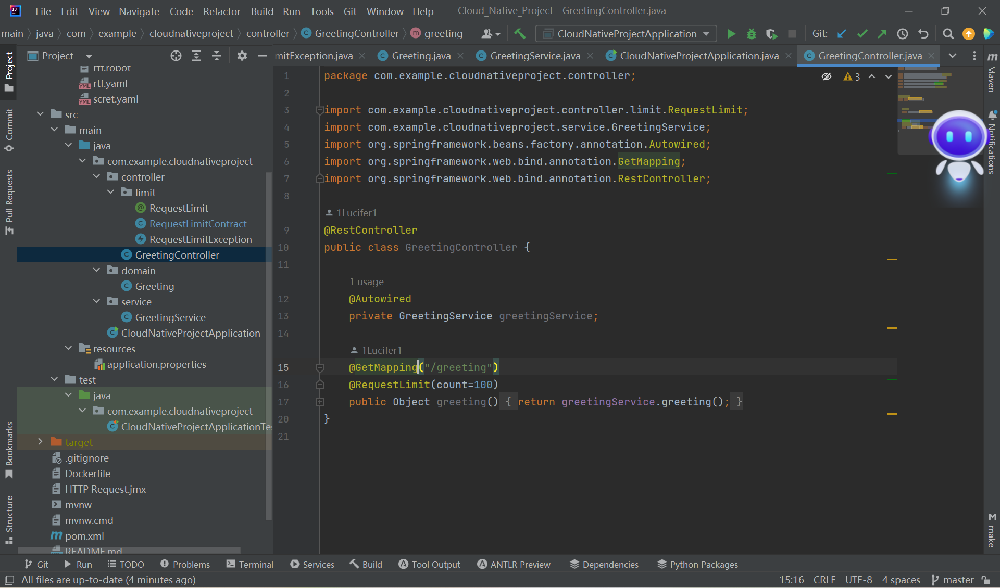 File Edit View Navigate Code Refactor Build Run Tools Git Window Help Cloud_Native_Project - GreetingController.java
main java com example cloudnativeproject controller GreetingController greeting CloudNativeProjectApplication Git:
Project
mitException.java Greeting.java GreetingService.java CloudNativeProjectApplication.java GreetingController.java
Project
Commit
Pull Requests
Bookmarks
Structure
rtf.robot
rtf.yaml
scret.yaml
src
main
java
com.example.cloudnativeproject
controller
limit
RequestLimit
RequestLimitContract
RequestLimitException
GreetingController
domain
Greeting
service
GreetingService
CloudNativeProjectApplication
resources
application.properties
test
java
com.example.cloudnativeproject
CloudNativeProjectApplicationTes
target
.gitignore
Dockerfile
HTTP Request.jmx
mvnw
mvnw.cmd
pom.xml
README.md
1 package com.example.cloudnativeproject.controller;
2
3 import com.example.cloudnativeproject.controller.limit.RequestLimit;
4 import com.example.cloudnativeproject.service.GreetingService;
5 import org.springframework.beans.factory.annotation.Autowired;
6 import org.springframework.web.bind.annotation.GetMapping;
7 import org.springframework.web.bind.annotation.RestController;
8
1Lucifer1
9 @RestController
10 public class GreetingController {
11
1 usage
12 @Autowired
13 private GreetingService greetingService;
14
1Lucifer1
15 @GetMapping("/greeting")
16 @RequestLimit(count=100)
17 public Object greeting() { return greetingService.greeting(); }
20 }
21
3
Maven
Notifications
make
Git Run TODO Problems Terminal Services Build Tool Output ANTLR Preview Dependencies Python Packages
All files are up-to-date (4 minutes ago) 15:16 CRLF UTF-8 4 spaces master